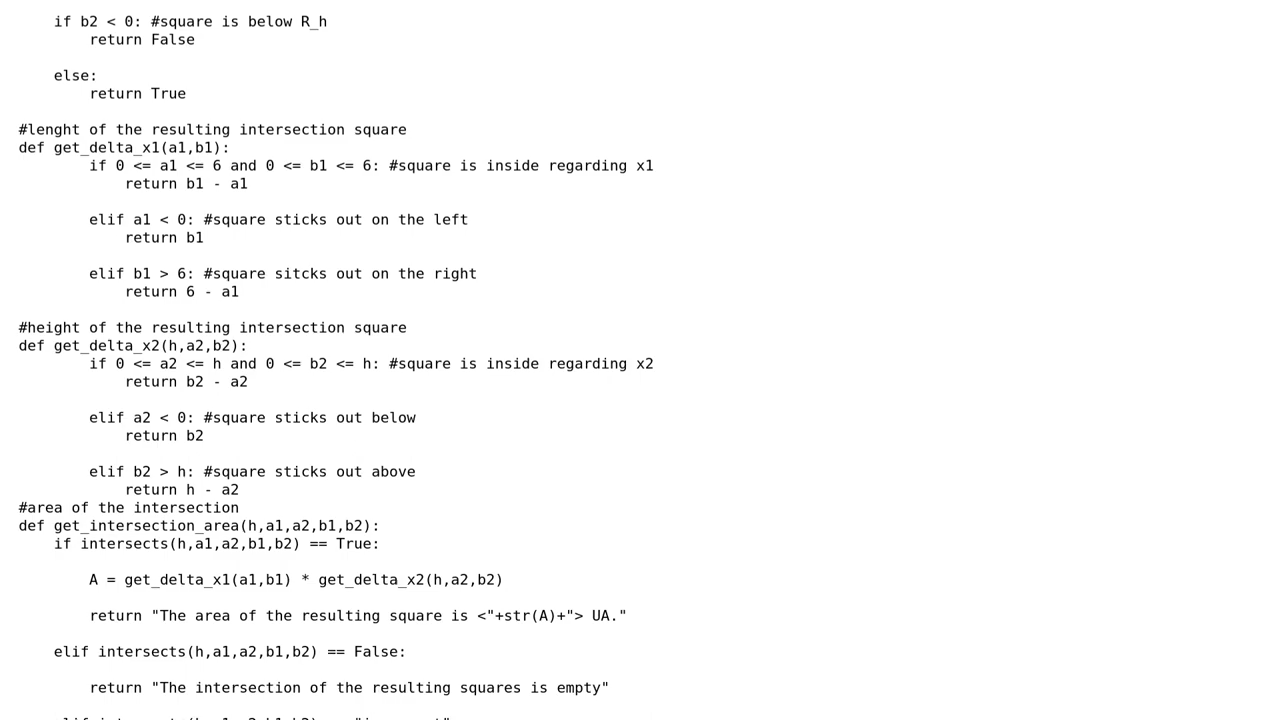 if b2 < 0: #square is below R_h
return False
else:
return True
#lenght of the resulting intersection square
def get_delta_x1(a1,b1):
if 0 <= a1 <= 6 and 0 <= b1 <= 6: #square is inside regarding x1
return b1 - a1
elif a1 < 0: #square sticks out on the left
return b1
elif b1 > 6: #square sitcks out on the right
return 6 - a1
#height of the resulting intersection square
def get_delta_x2(h,a2,b2):
if 0 <= a2 <= h and 0 <= b2 <= h: #square is inside regarding x2
return b2 - a2
elif a2 < 0: #square sticks out below
return b2
elif b2 > h: #square sticks out above
return h - a2
#area of the intersection
def get_intersection_area(h,a1,a2,b1,b2):
if intersects(h,a1,a2,b1,b2) == True:
A = get_delta_x1(a1,b1) * get_delta_x2(h,a2,b2)
return "The area of the resulting square is <"+str(A)+"> UA."
elif intersects(h,a1,a2,b1,b2) == False:
return "The intersection of the resulting squares is empty"